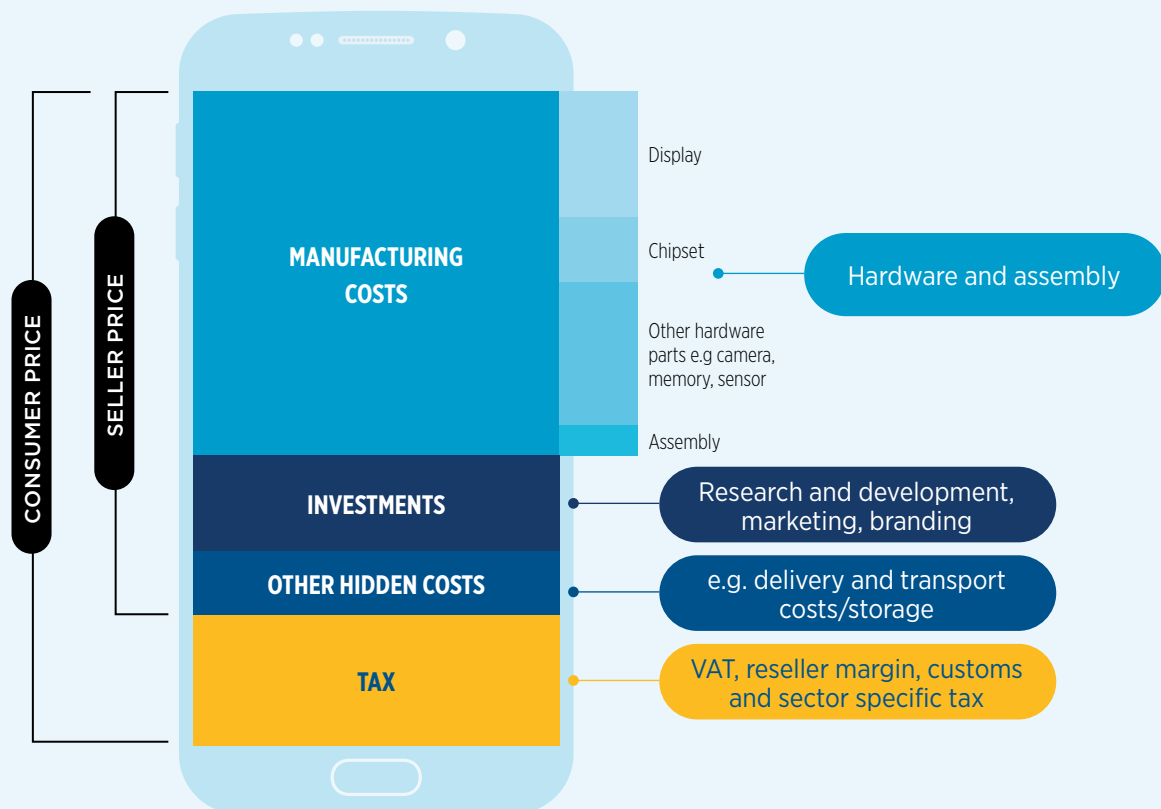 CONSUMER PRICE
SELLER PRICE
MANUFACTURING
COSTS
Display
Chipset
Other hardware
parts e.g camera,
memory, sensor
Assembly
Hardware and assembly
INVESTMENTS
Research and development,
marketing, branding
OTHER HIDDEN COSTS
e.g. delivery and transport
costs/storage
TAX
VAT, reseller margin, customs
and sector specific tax